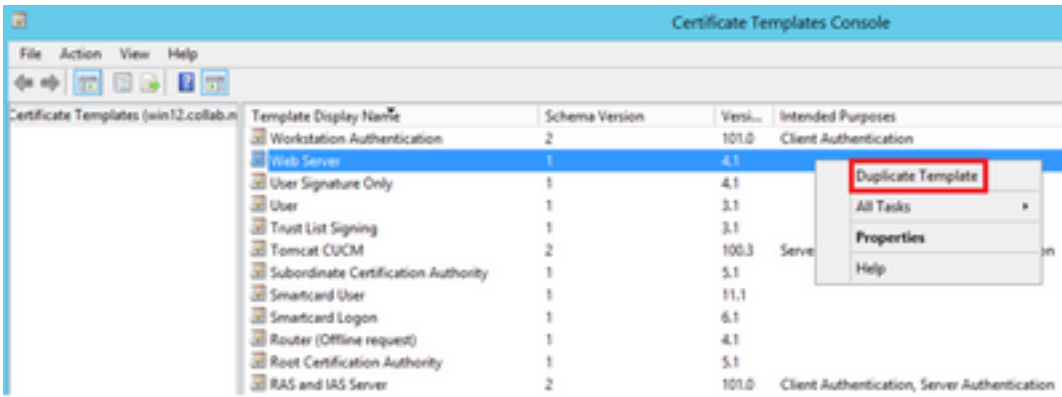 Certificate Templates Console
File Action View Help
Certificate Templates (win12.collab.n Template Display Name Schema Version Versi... Intended Purposes
Workstation Authentication 2 101.0 Client Authentication
Web Server 1 4.1
Duplicate Template
User Signature Only 1 4.1
User 1 3.1
All Tasks
Trust List Signing 1 3.1
Properties
Tomcat CUCM 2 100.3 Serve on
Subordinate Certification Authority 1 5.1
Help
Smartcard User 1 11.1
Smartcard Logon 1 6.1
Router (Offline request) 1 4.1
Root Certification Authority 1 5.1
RAS and IAS Server 2 101.0 Client Authentication, Server Authentication